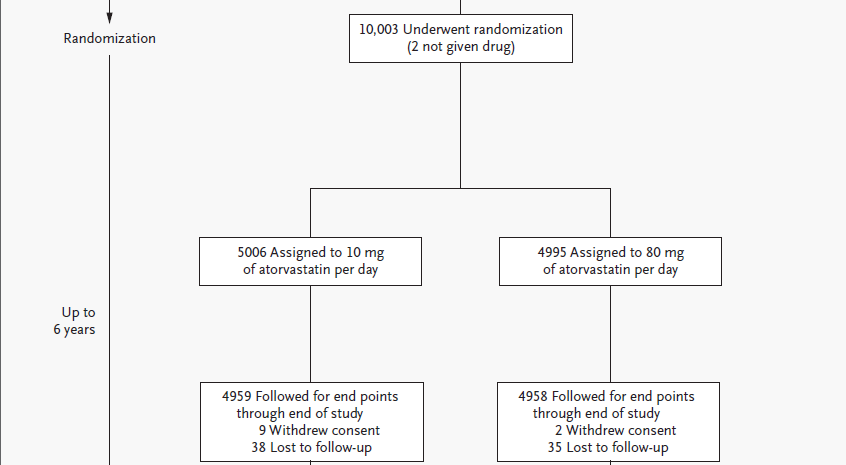 Randomization
10,003 Underwent randomization
(2 not given drug)
5006 Assigned to 10 mg
of atorvastatin per day
4995 Assigned to 80 mg
of atorvastatin per day
Up to
6 years
4959 Followed for end points
through end of study
9 Withdrew consent
38 Lost to follow-up
4958 Followed for end points
through end of study
2 Withdrew consent
35 Lost to follow-up